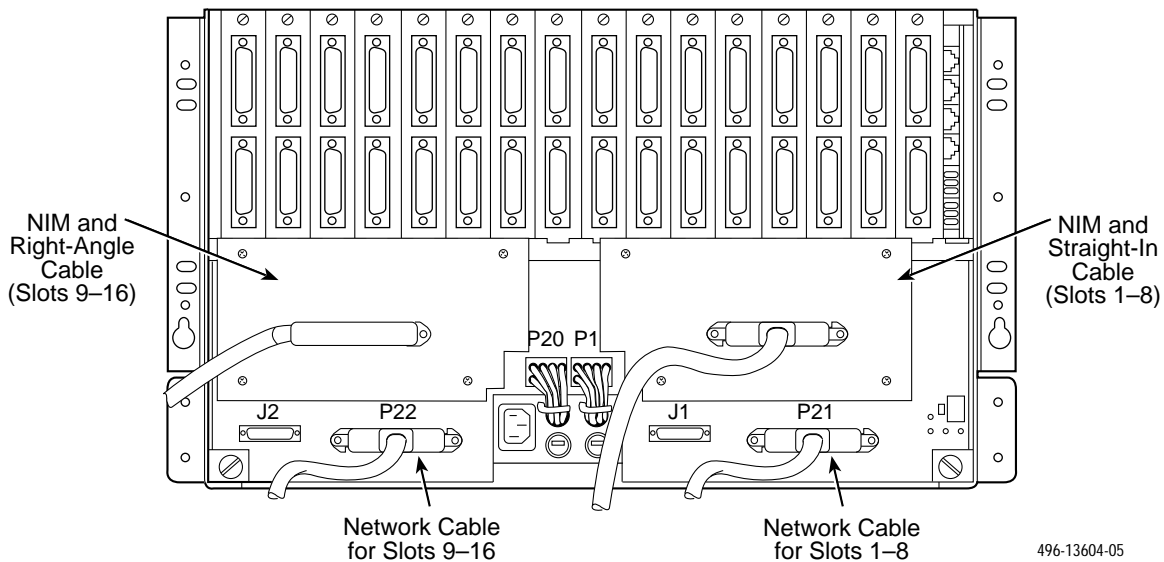 NIM and
Right-Angle
Cable
(Slots 9–16)
NIM and
Straight-In
Cable
(Slots 1–8)
P20 P1
J2
P22
J1
P21
Network Cable
for Slots 9–16
Network Cable
for Slots 1–8
496-13604-05